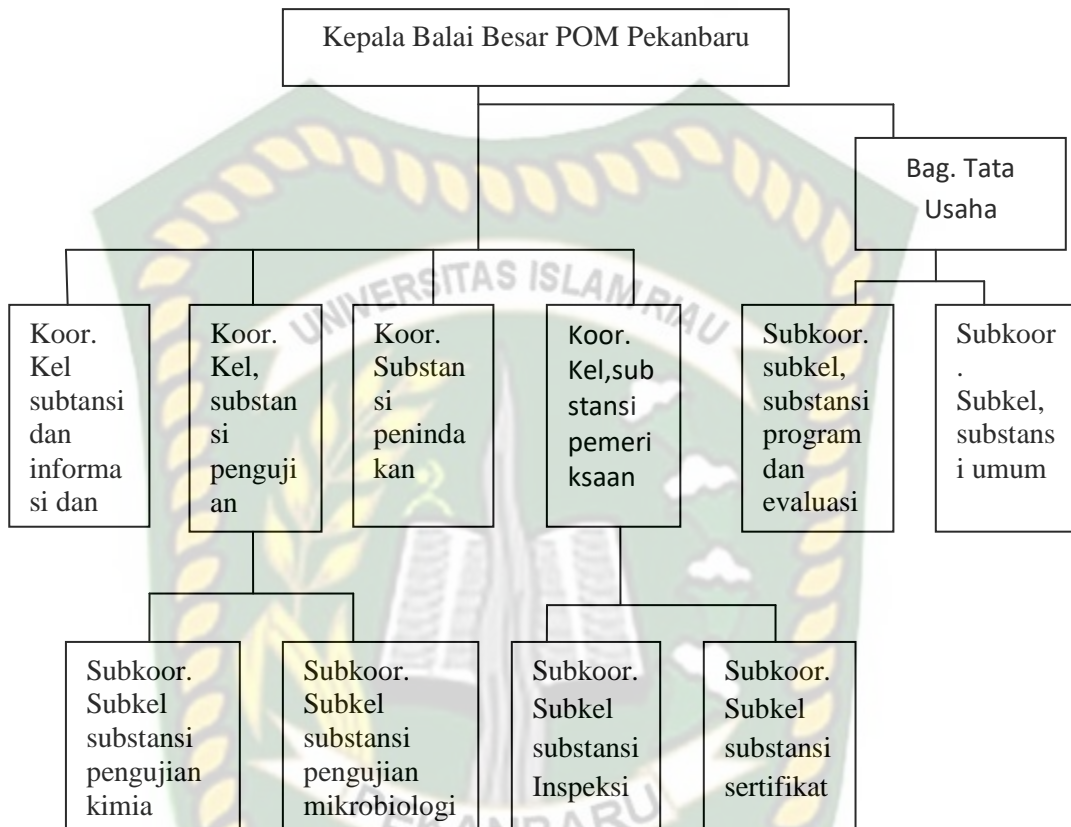 Kepala Balai Besar POM Pekanbaru
Bag. Tata
Usaha
UNIVERSITAS ISLAM RIAU
Koor.
Kel
subtansi
dan
informa
si dan
Koor.
Kel,
substan
si
penguji
an
Koor.
Substan
si
peninda
kan
Koor.
Kel,sub
stansi
pemeri
ksaan
Subkoor.
subkel,
substansi
program
dan
evaluasi
Subkoor
.
Subkel,
substans
i umum
Subkoor.
Subkel
substansi
pengujian
kimia
Subkoor.
Subkel
substansi
pengujian
mikrobiologi
Subkoor.
Subkel
substansi
Inspeksi
Subkoor.
Subkel
substansi
sertifikat
PEKANBARU